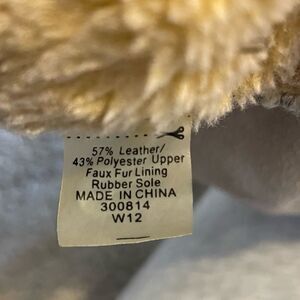 57% Leather/
43% Polyester Upper
Faux Fur Lining
Rubber Sole
MADE IN CHINA
300814
W12